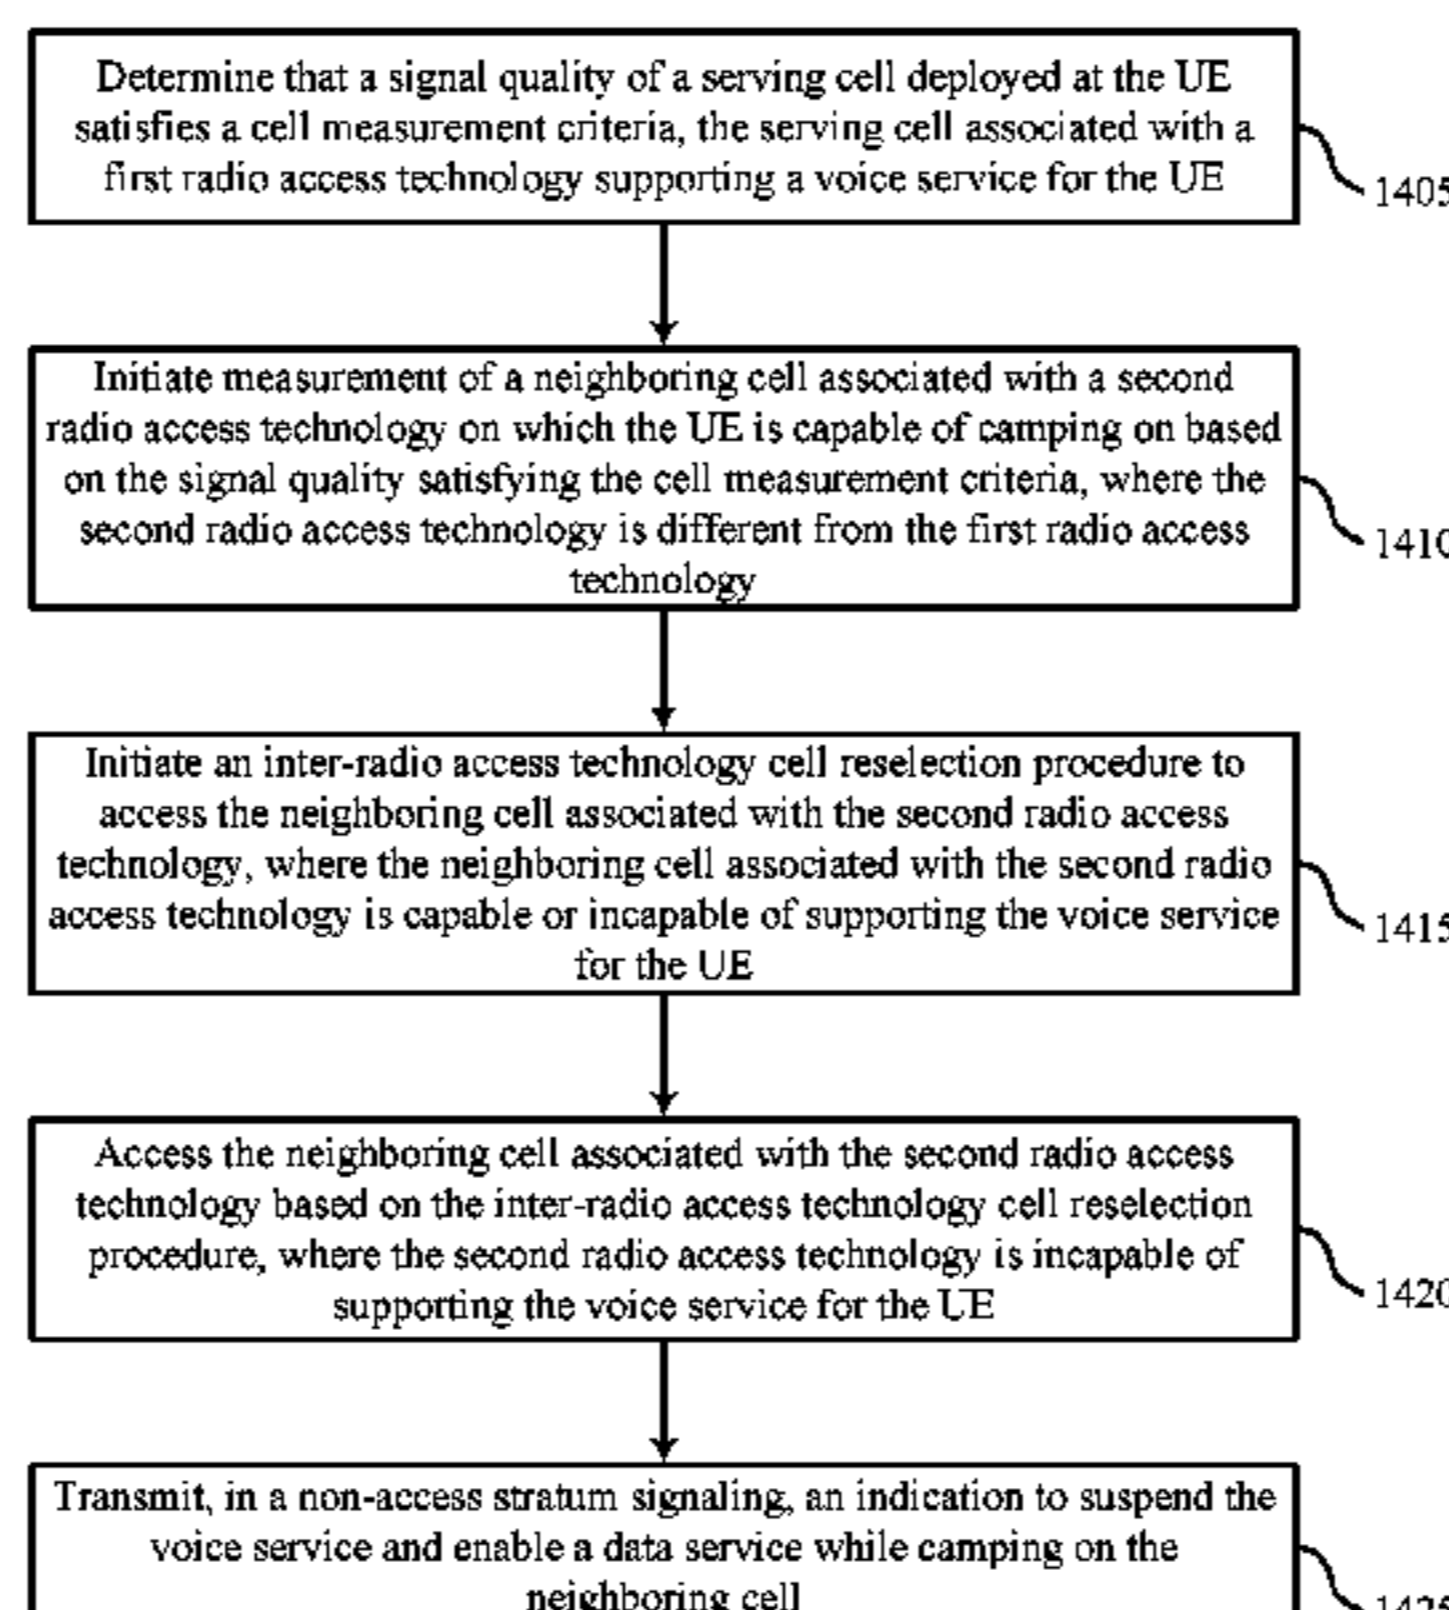 Determine that a signal quality of a serving cell deployed at the UE
satisfies a cell measurement criteria, the serving cell associated with a
first radio access technology supporting a voice service for the UE
1405
Initiate measurement of a neighboring cell associated with a second
radio access technology on which the UE is capable of camping on based
on the signal quality satisfying the cell measurement criteria, where the
second radio access technology is different from the first radio access
technology
1410
Initiate an inter-radio access technology cell reselection procedure to
access the neighboring cell associated with the second radio access
technology, where the neighboring cell associated with the second radio
access technology is capable or incapable of supporting the voice service
for the UE
1415
Access the neighboring cell associated with the second radio access
technology based on the inter-radio access technology cell reselection
procedure, where the second radio access technology is incapable of
supporting the voice service for the UE
1420
Transmit, in a non-access stratum signaling, an indication to suspend the
voice service and enable a data service while camping on the
neighboring cell
1425